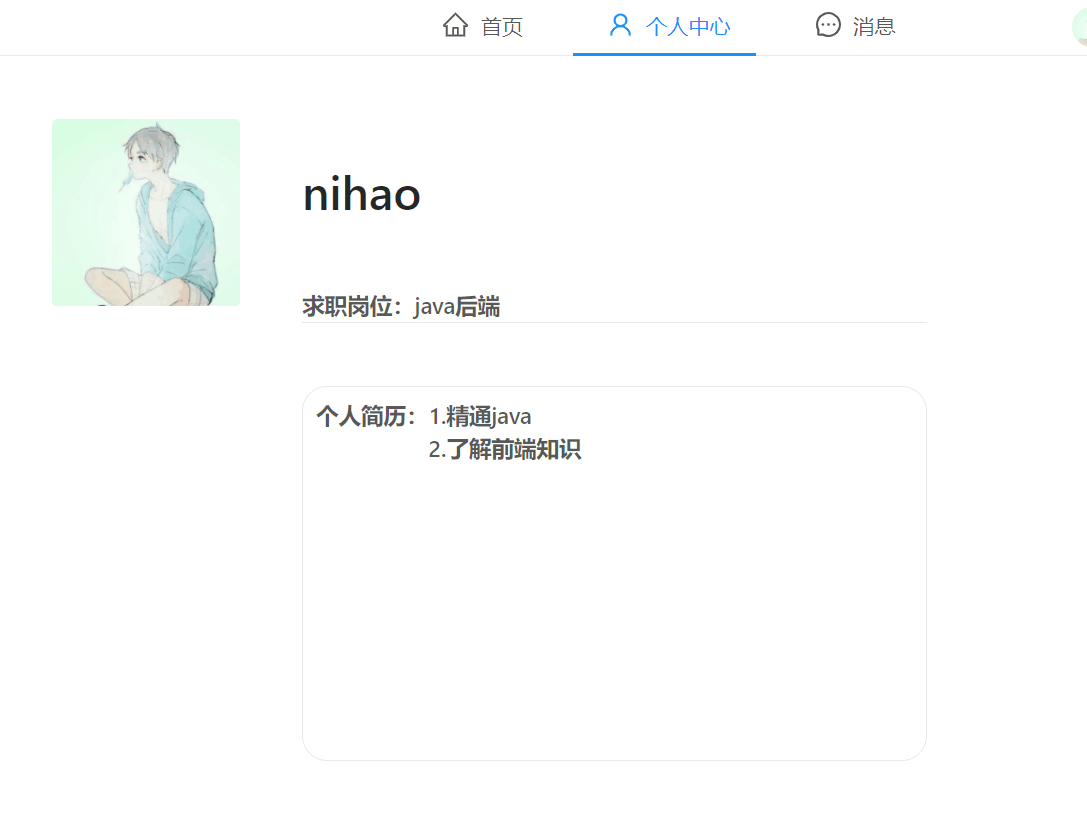 首页 个人中心 消息
nihao
求职岗位：java后端
个人简历：1.精通java
2.了解前端知识